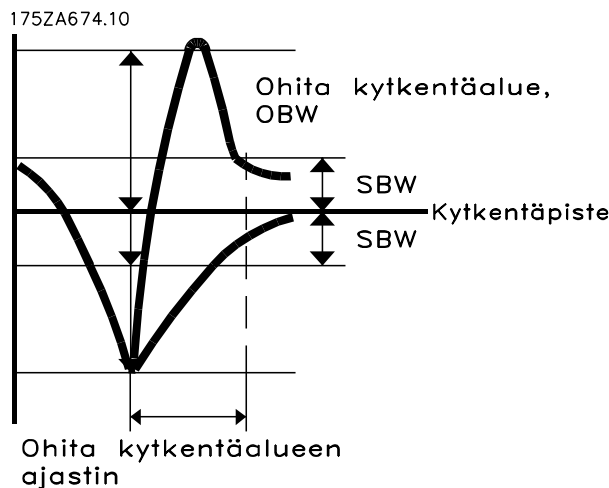 175ZA674.10
Ohita kytkentäalue,
OBW
SBW
Kytkentäpiste
SBW
Ohita kytkentäalueen
ajastin